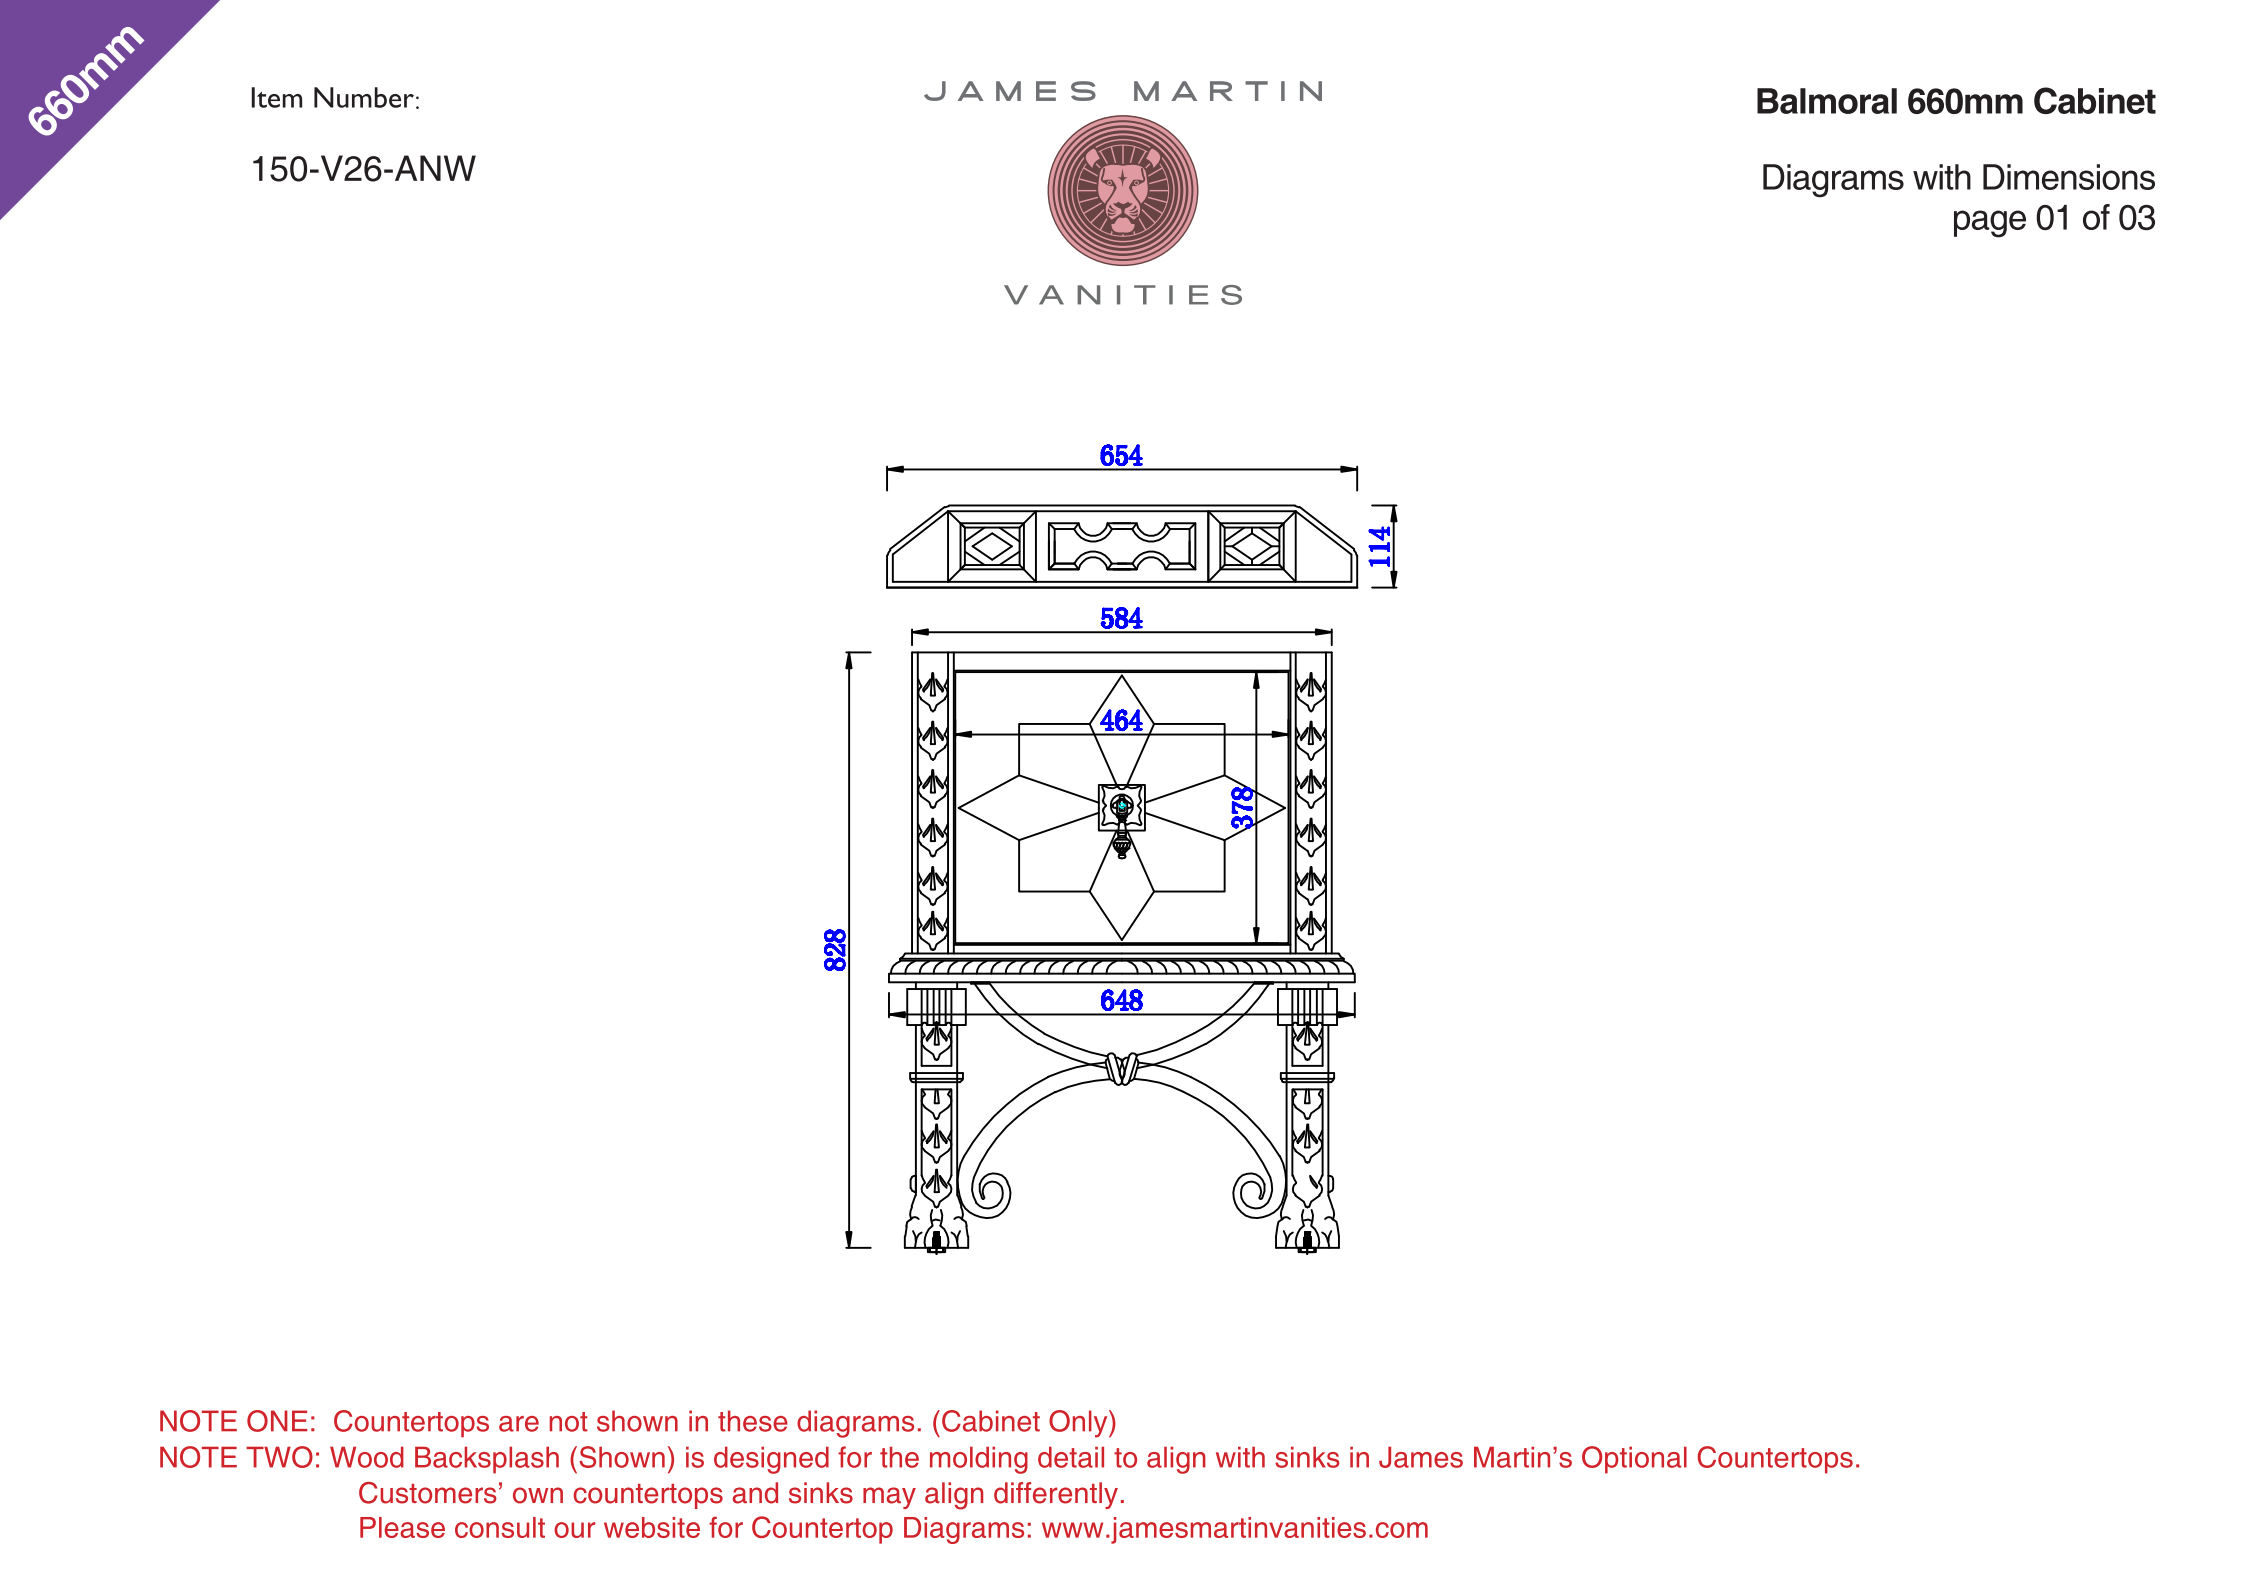 660mm
Item Number:
150-V26-ANW
JAMES MARTIN
VANITIES
Balmoral 660mm Cabinet
Diagrams with Dimensions
page 01 of 03
654
114
584
464
378
828
648
NOTE ONE:  Countertops are not shown in these diagrams. (Cabinet Only)
NOTE TWO: Wood Backsplash (Shown) is designed for the molding detail to align with sinks in James Martin’s Optional Countertops.
Customers’ own countertops and sinks may align differently.
Please consult our website for Countertop Diagrams: www.jamesmartinvanities.com